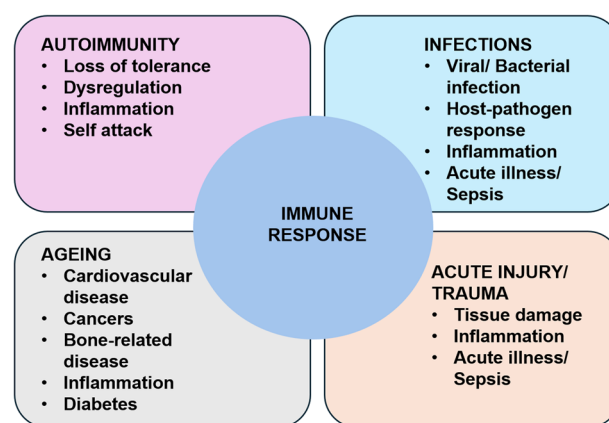 AUTOIMMUNITY
• Loss of tolerance
• Dysregulation
• Inflammation
• Self attack
INFECTIONS
• Viral/ Bacterial
infection
• Host-pathogen
response
• Inflammation
• Acute illness/
Sepsis
IMMUNE
RESPONSE
AGEING
• Cardiovascular
disease
• Cancers
• Bone-related
disease
• Inflammation
• Diabetes
ACUTE INJURY/
TRAUMA
• Tissue damage
• Inflammation
• Acute illness/
Sepsis